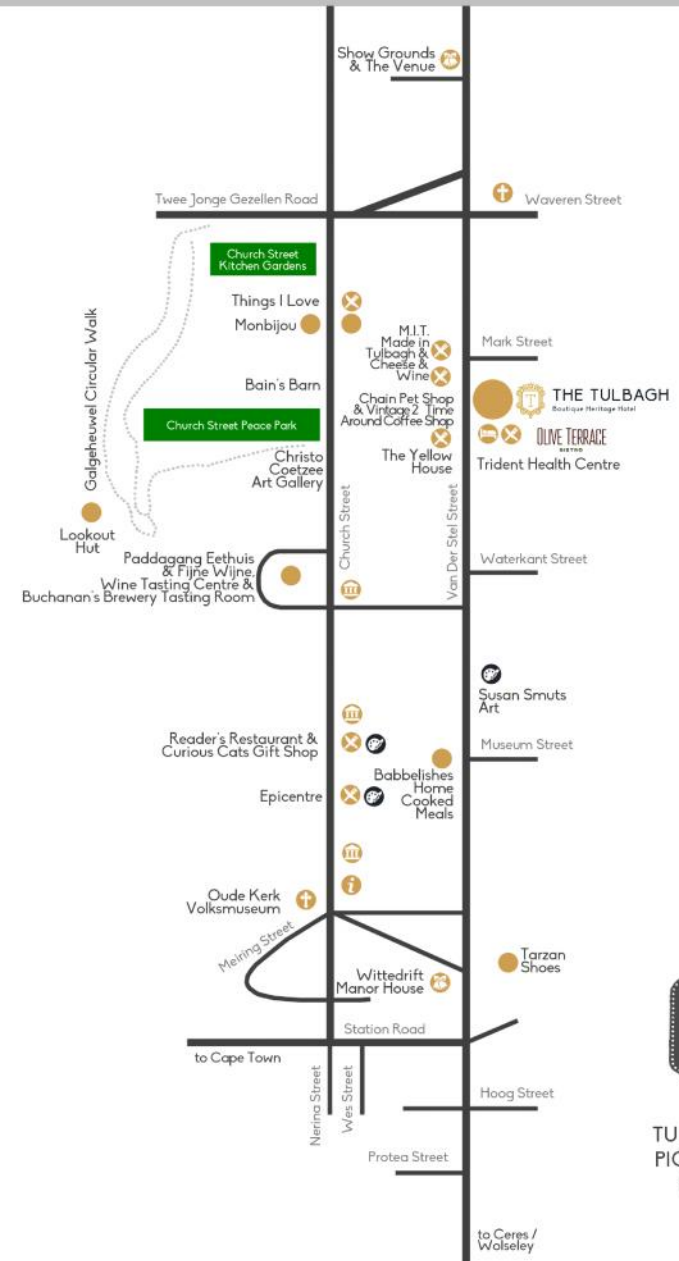 Show Grounds
& The Venue
Twee Jonge Gezellen Road
Waveren Street
Church Street
Kitchen Gardens
Things I Love
Monbijou
M.I.T.
Made in
Tulbagh &
Cheese &
Wine
Mark Street
Galgeheuwel Circular Walk
Bain's Barn
Chain Pet Shop
& Vintage 2 Time
Around Coffee Shop
T
THE TULBAGH
Boutique Heritage Hotel
Church Street Peace Park
OLIVE TERRACE
BISTRO
Christo
Coetzee
Art Gallery
The Yellow
House
Trident Health Centre
Church Street
Van Der Stel Street
Lookout
Hut
Paddagang Eethuis
& Fijne Wijne,
Wine Tasting Centre &
Buchanan's Brewery Tasting Room
Waterkant Street
Susan Smuts
Art
Reader's Restaurant &
Curious Cats Gift Shop
Museum Street
Babbelishes
Home
Cooked
Meals
Epicentre
i
Oude Kerk
Volksmuseum
Meiring Street
Wittedrift
Manor House
Tarzan
Shoes
Station Road
to Cape Town
Nerina Street
Wes Street
Hoog Street
Protea Street
TU
PIC
to Ceres /
Wolseley